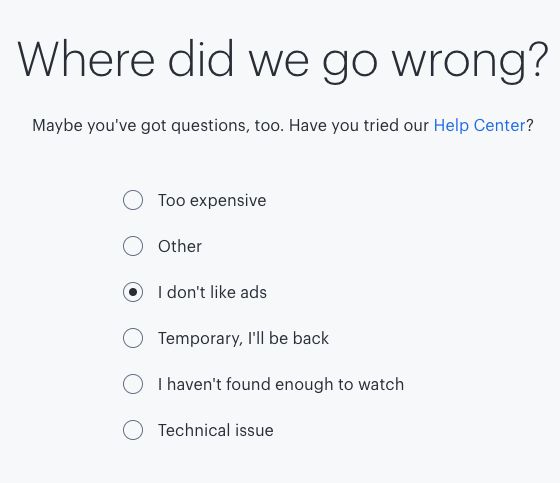 Where did we go wrong?
Maybe you've got questions, too. Have you tried our Help Center?
Too expensive
Other
I don't like ads
Temporary, I'll be back
I haven't found enough to watch
Technical issue